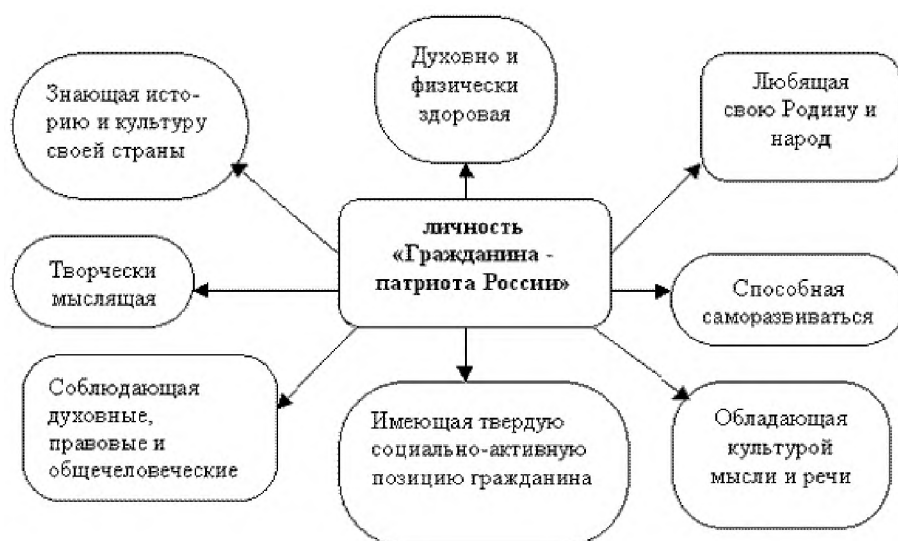 Духовно и
физически
здоровая
Знающая исто-
рию и культуру
своей страны
Любящая
свою Родину и
народ
личность
«Гражданина -
патриота России»
Творчески
мыслящая
Способная
саморазвиваться
Соблюдающая
духовные,
правовые и
общечеловеческие
Имеющая твердую
социально-активную
позицию гражданина
Обладающая
культурой
мысли и речи